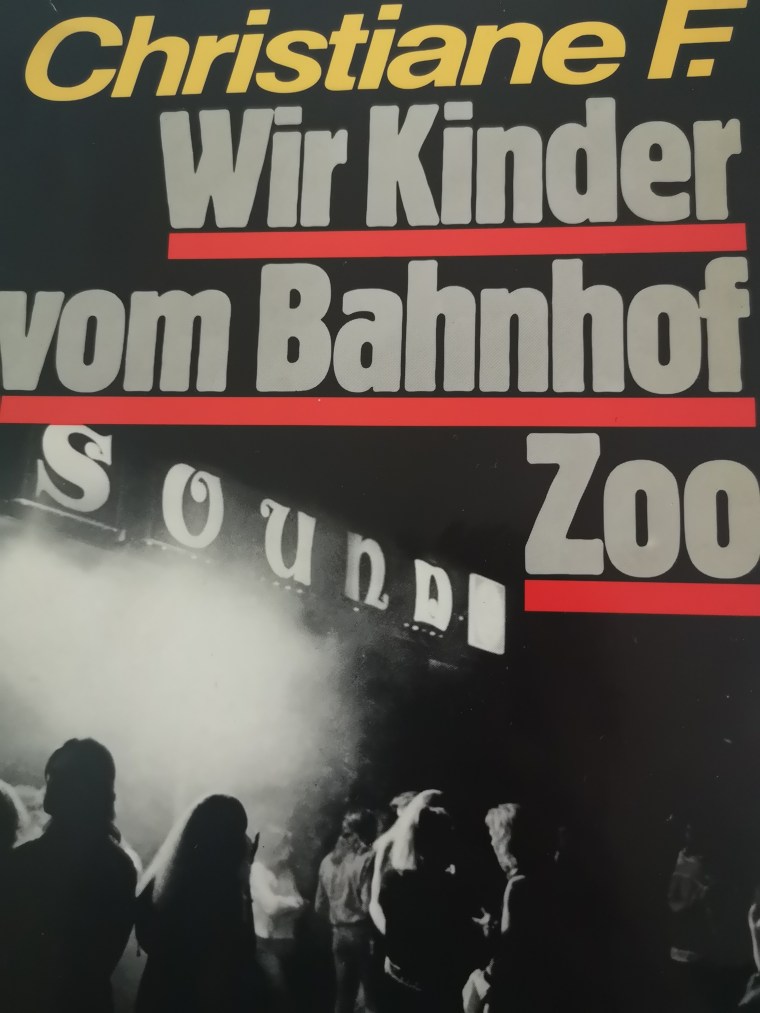 Christiane F.
Wir Kinder
vom Bahnhof
Zoo
SOUND